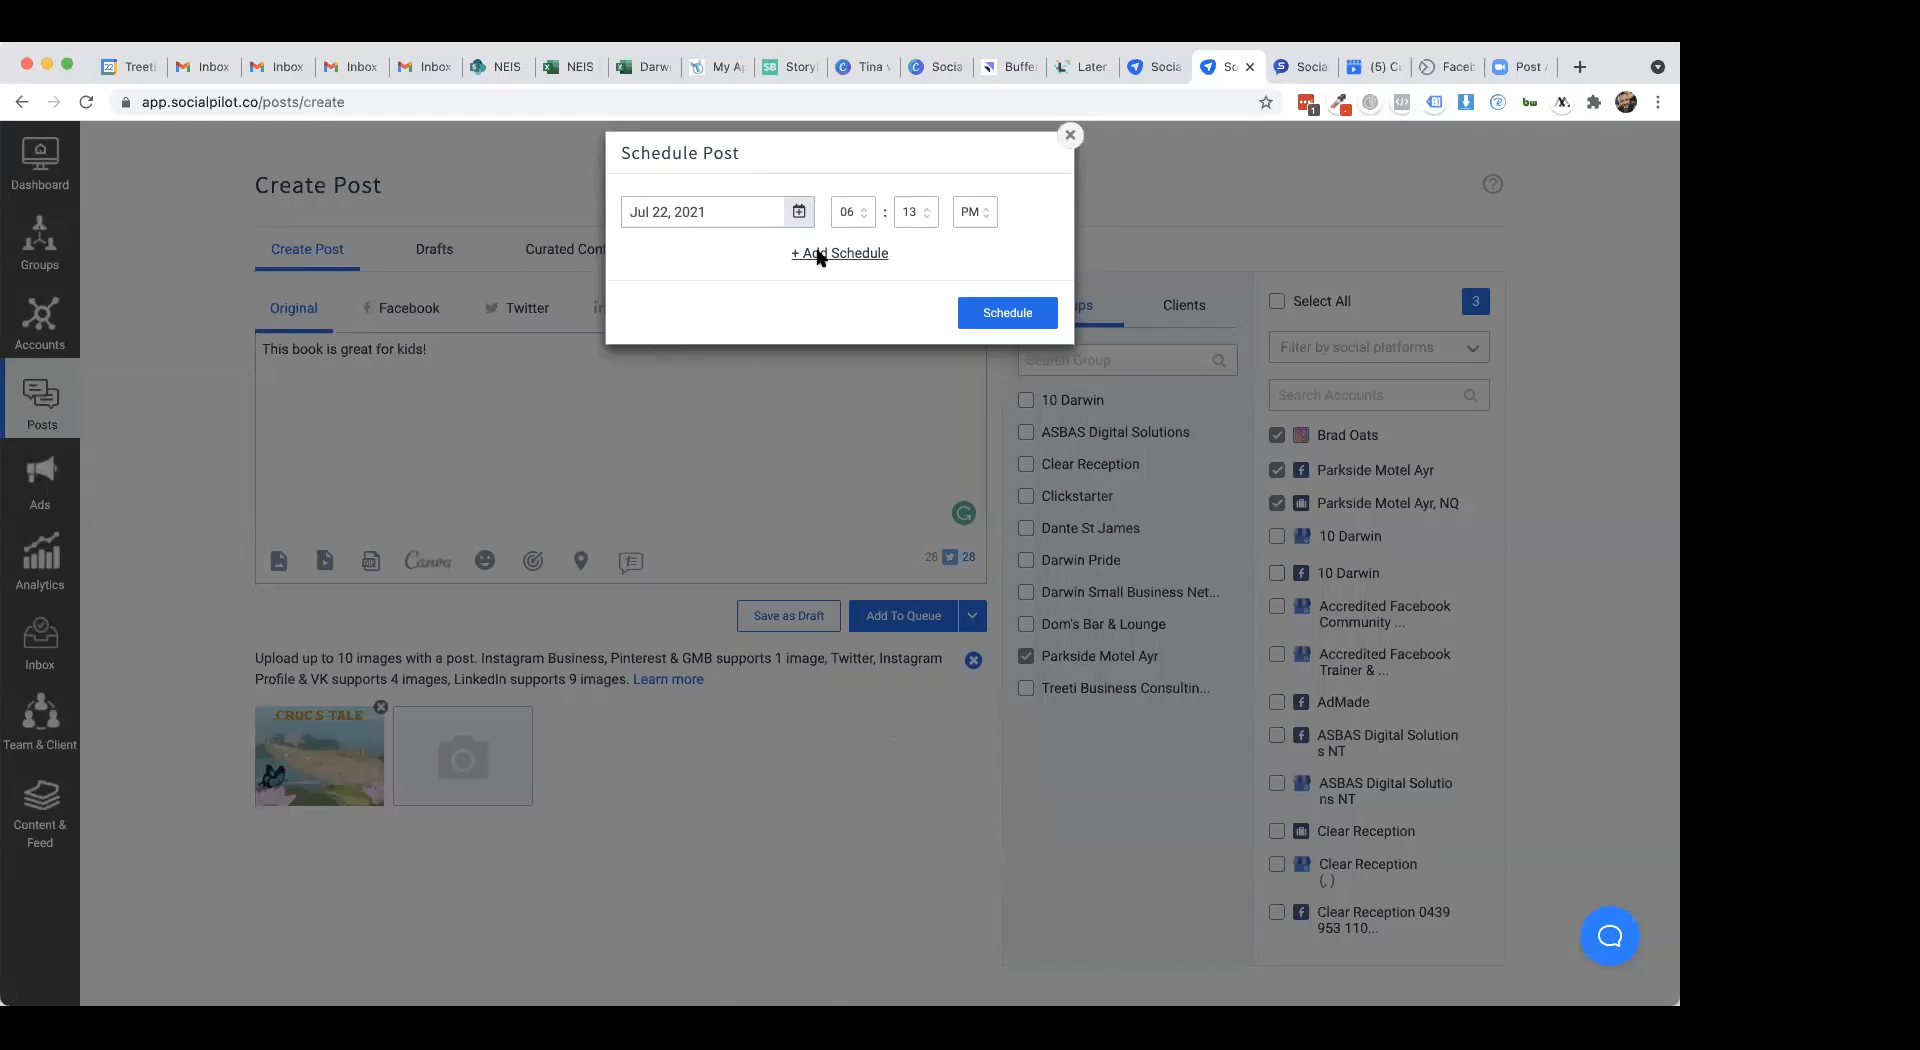 22 Treeti
Inbox
Inbox
Inbox
Inbox
NEIS
NEIS
Darw
My A
SB Story
Tina
Socia
Buffe
Later
Socia
So
Socia
(5) C
Faceb
Post
app.socialpilot.co/posts/create
1
bw
Dashboard
Groups
Accounts
Posts
Ads
Analytics
Inbox
Team & Client
Content &
Feed
Create Post
Create Post
Drafts
Curated Con
Original
Facebook
Twitter
in
This book is great for kids!
GIF
Canva
28
28
Save as Draft
Add To Queue
Upload up to 10 images with a post. Instagram Business, Pinterest & GMB supports 1 image, Twitter, Instagram
Profile & VK supports 4 images, LinkedIn supports 9 images. Learn more
CROC'S TALE
Schedule Post
Jul 22, 2021
06 : 13 PM
+ Add Schedule
Schedule
ups
Clients
Search Group
10 Darwin
ASBAS Digital Solutions
Clear Reception
Clickstarter
Dante St James
Darwin Pride
Darwin Small Business Net...
Dom's Bar & Lounge
Parkside Motel Ayr
Treeti Business Consultin...
Select All
3
Filter by social platforms
Search Accounts
Brad Oats
Parkside Motel Ayr
Parkside Motel Ayr, NQ
10 Darwin
10 Darwin
Accredited Facebook
Community ...
Accredited Facebook
Trainer & ...
AdMade
ASBAS Digital Solution
s NT
ASBAS Digital Solutio
ns NT
Clear Reception
Clear Reception
(, )
Clear Reception 0439
953 110...